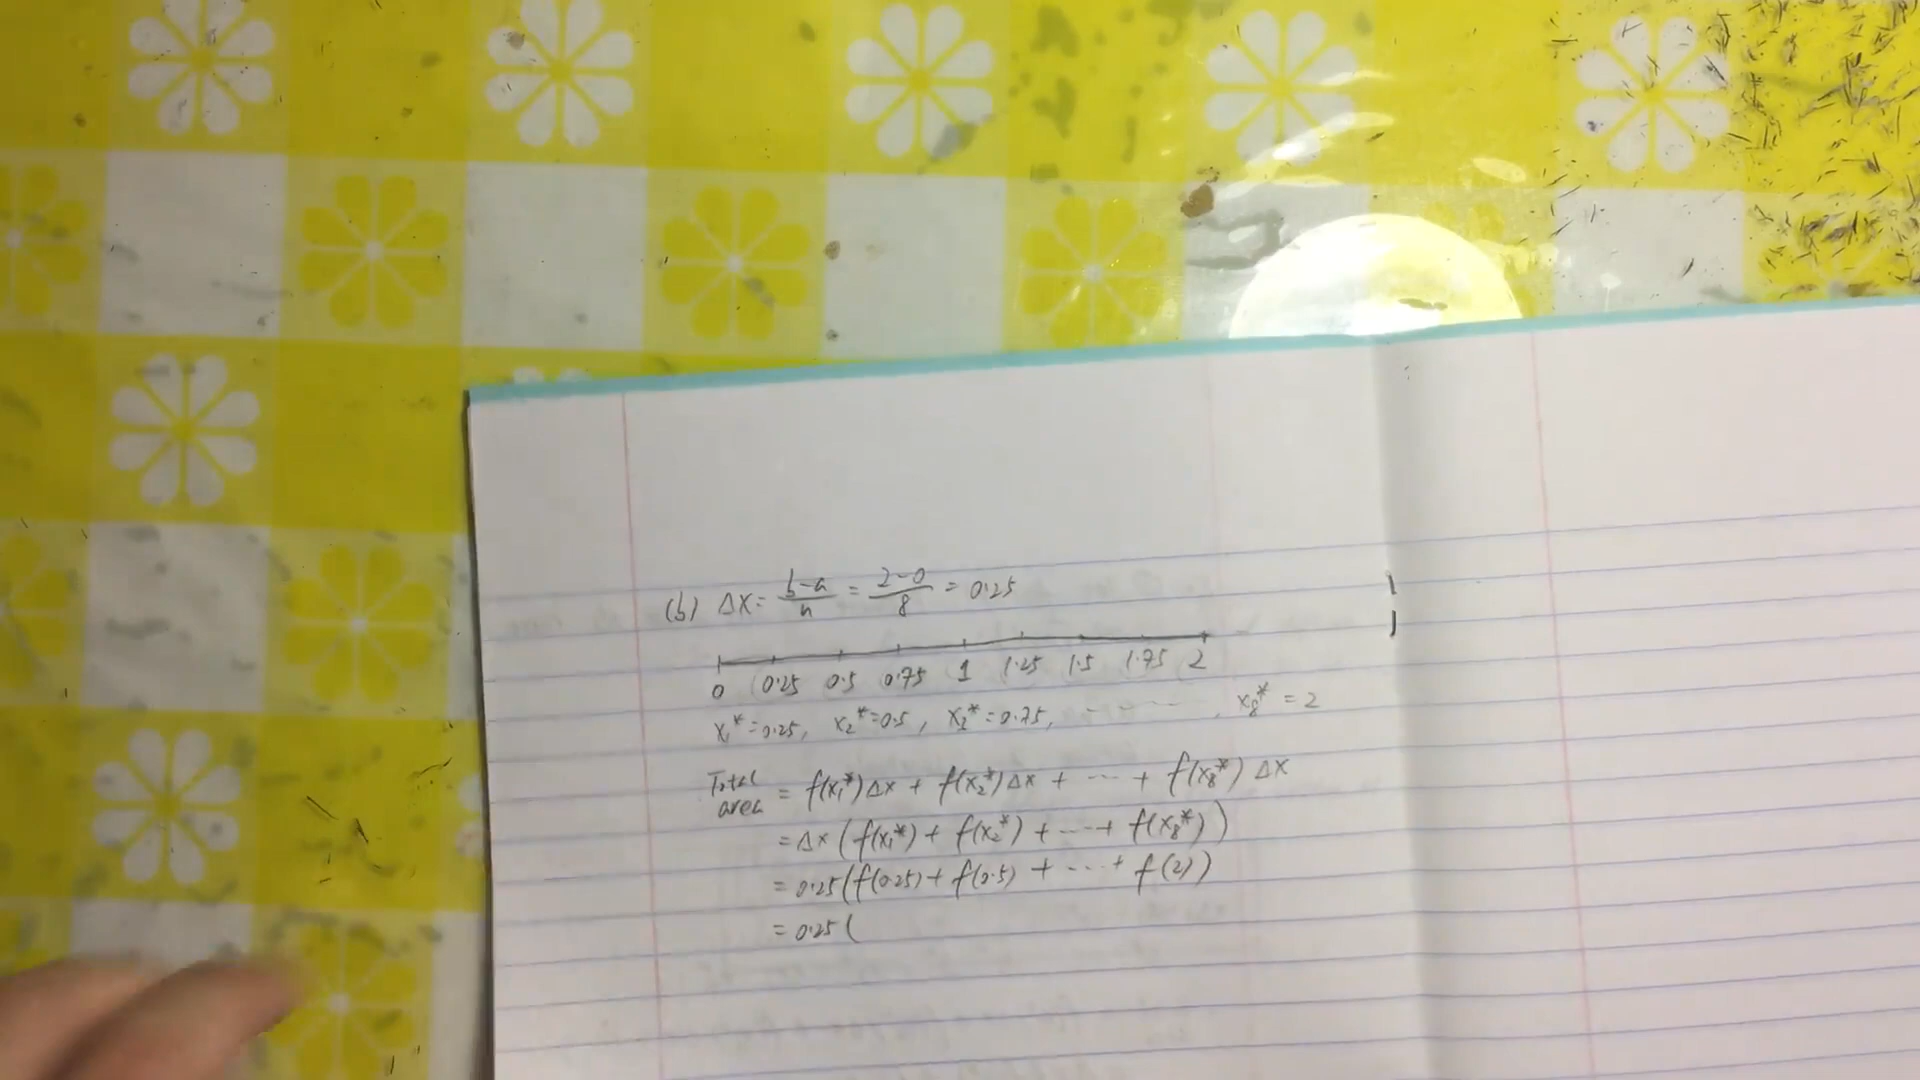 (b) Δx = b-a/n = 2-0/8 = 0.25
0 0.25 0.5 0.75 1 1.25 1.5 1.75 2
x₁* = 0.25, x₂* = 0.5, x₃* = 0.75, ------, x₈* = 2
Total area = f(x₁*)Δx + f(x₂*)Δx + --- + f(x₈*)Δx
= Δx (f(x₁*) + f(x₂*) + ---+ f(x₈*))
= 0.25(f(0.25) + f(0.5) + ---+ f(2))
= 0.25 (